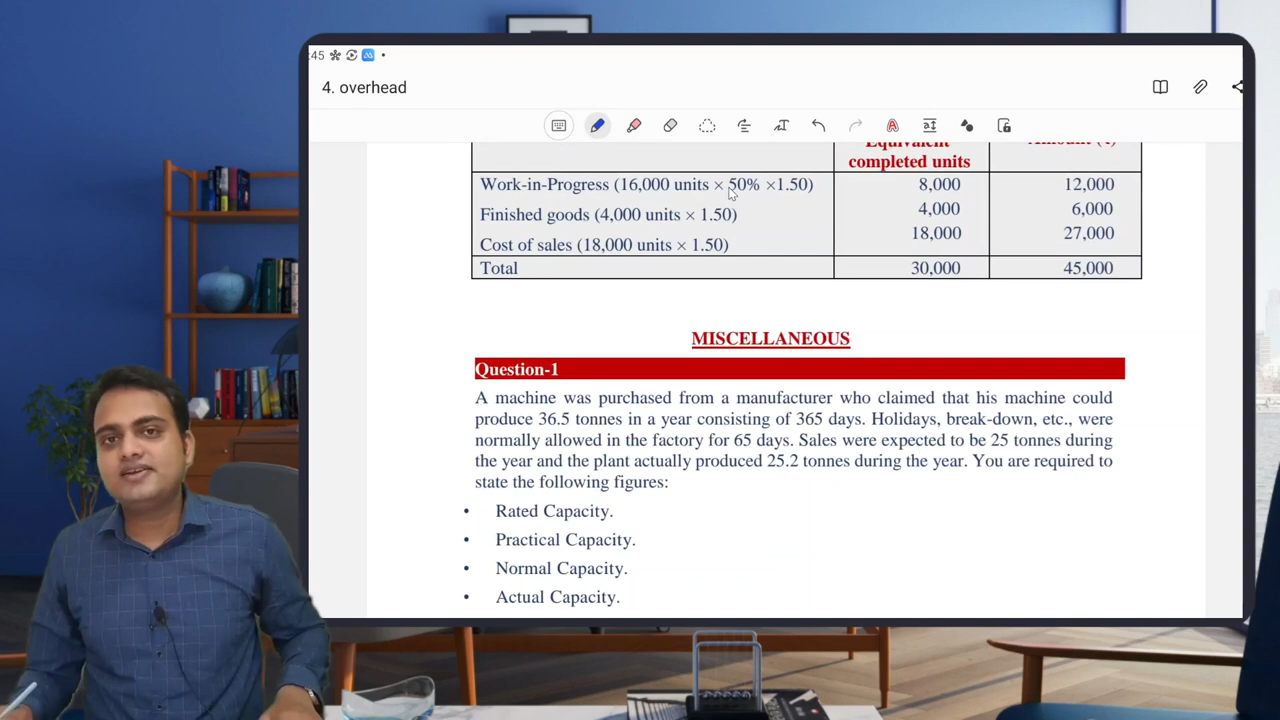 :45
4. overhead
Equivalent
completed units
Amount (₹)
Work-in-Progress (16,000 units × 50% ×1.50) 8,000 12,000
Finished goods (4,000 units × 1.50) 4,000 6,000
Cost of sales (18,000 units × 1.50) 18,000 27,000
Total 30,000 45,000
MISCELLANEOUS
Question-1
A machine was purchased from a manufacturer who claimed that his machine could
produce 36.5 tonnes in a year consisting of 365 days. Holidays, break-down, etc., were
normally allowed in the factory for 65 days. Sales were expected to be 25 tonnes during
the year and the plant actually produced 25.2 tonnes during the year. You are required to
state the following figures:
• Rated Capacity.
• Practical Capacity.
• Normal Capacity.
• Actual Capacity.